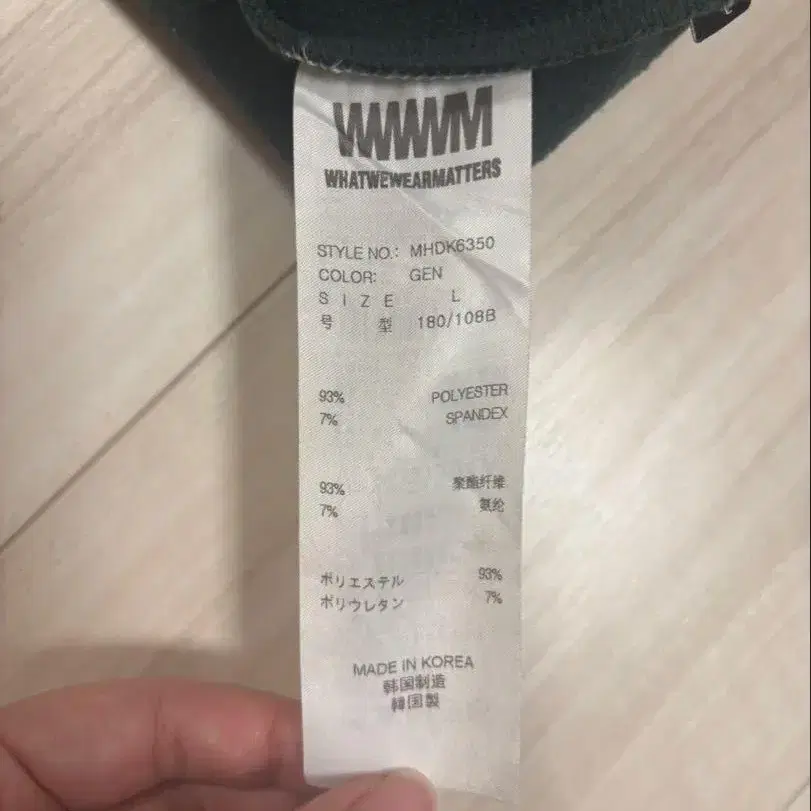 WWWM
WHATWEWEARMATTERS
STYLE NO.: MHDK6350
COLOR: GEN
SIZE L
号 型 180/108B
93% POLYESTER
7% SPANDEX
93% 聚酯纤维
7% 氨纶
ポリエステル 93%
ポリウレタン 7%
MADE IN KOREA
韩国制造
韓国製